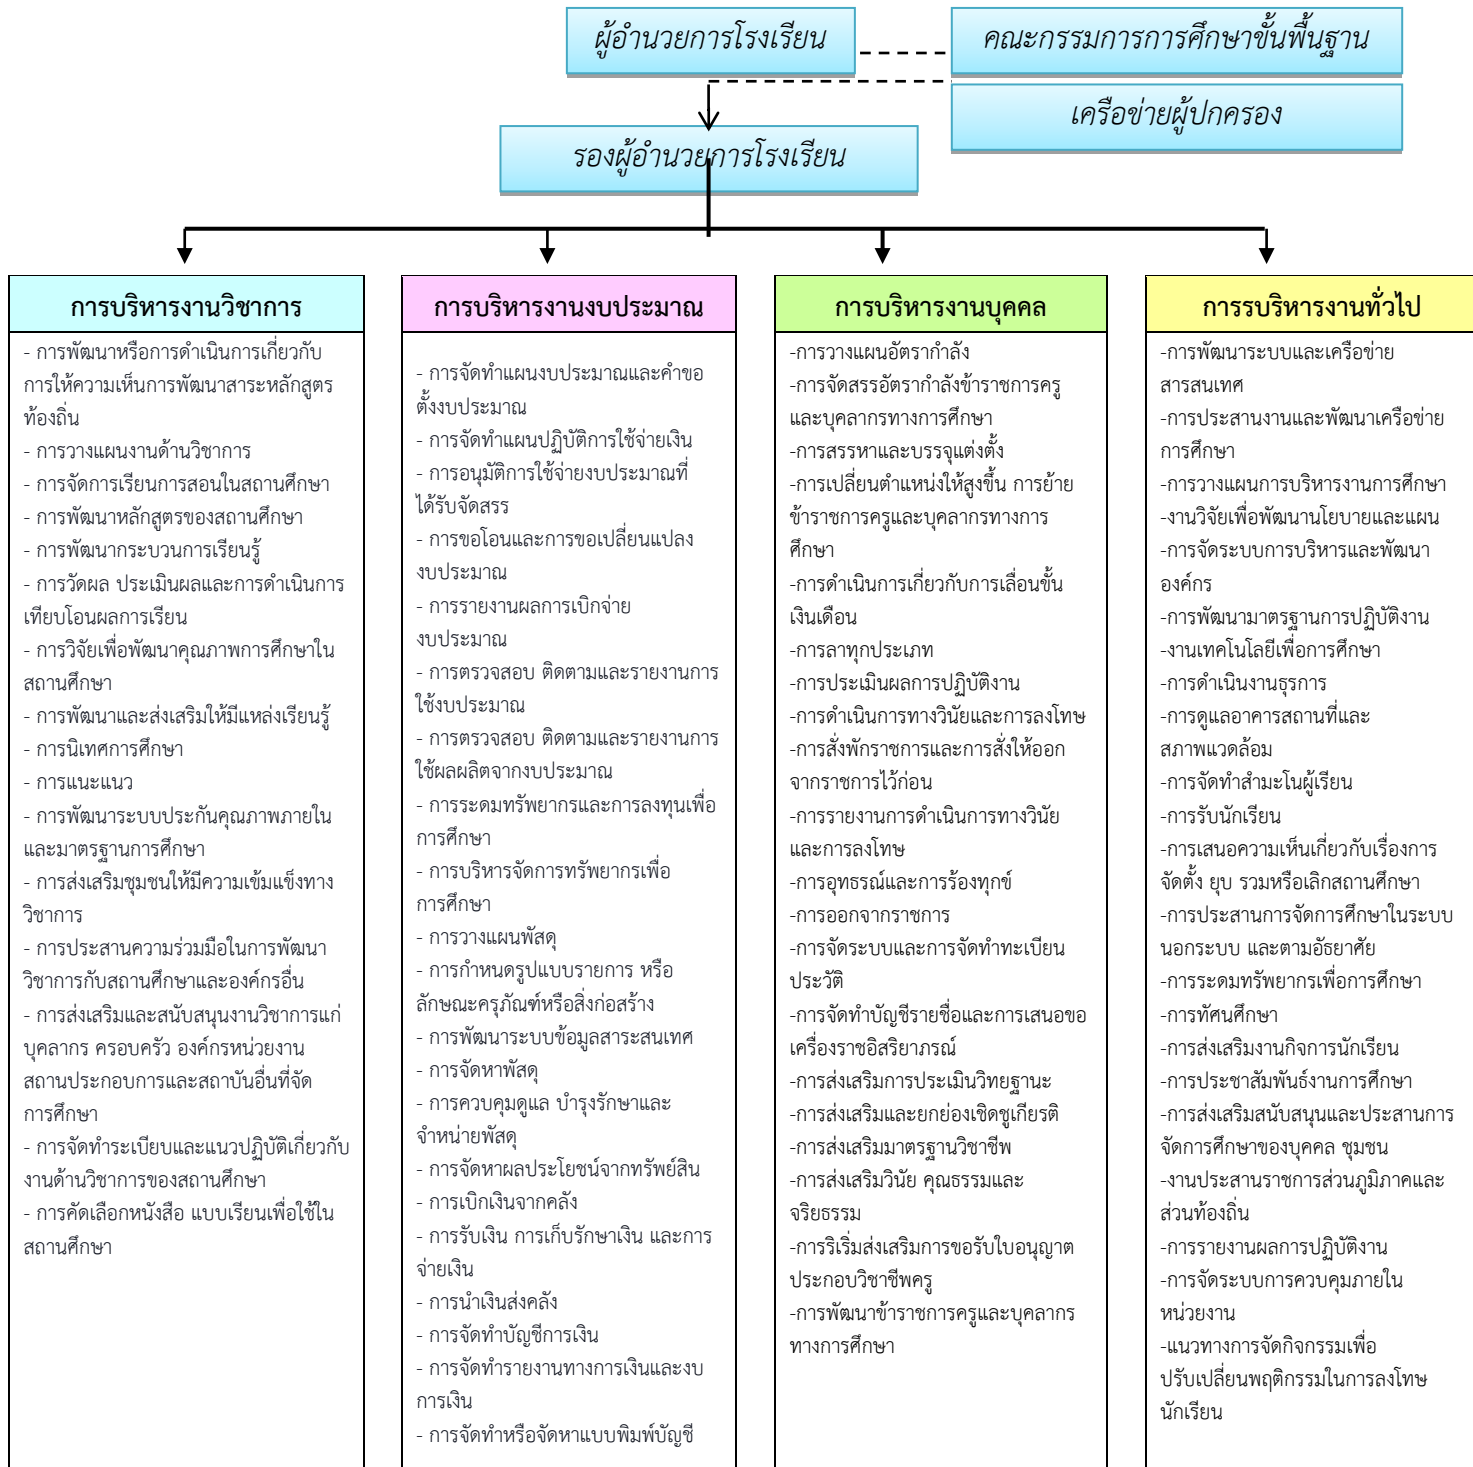 ผู้อำนวยการโรงเรียน
คณะกรรมการการศึกษาขั้นพื้นฐาน
เครือข่ายผู้ปกครอง
รองผู้อำนวยการโรงเรียน
การบริหารงานวิชาการ
- การพัฒนาหรือการดำเนินการเกี่ยวกับ
การให้ความเห็นการพัฒนาสาระหลักสูตร
ท้องถิ่น
- การวางแผนงานด้านวิชาการ
- การจัดการเรียนการสอนในสถานศึกษา
- การพัฒนาหลักสูตรของสถานศึกษา
- การพัฒนากระบวนการเรียนรู้
- การวัดผล ประเมินผลและการดำเนินการ
เทียบโอนผลการเรียน
- การวิจัยเพื่อพัฒนาคุณภาพการศึกษาใน
สถานศึกษา
- การพัฒนาและส่งเสริมให้มีแหล่งเรียนรู้
- การนิเทศการศึกษา
- การแนะแนว
- การพัฒนาระบบประกันคุณภาพภายใน
และมาตรฐานการศึกษา
- การส่งเสริมชุมชนให้มีความเข้มแข็งทาง
วิชาการ
- การประสานความร่วมมือในการพัฒนา
วิชาการกับสถานศึกษาและองค์กรอื่น
- การส่งเสริมและสนับสนุนงานวิชาการแก่
บุคลากร ครอบครัว องค์กรหน่วยงาน
สถานประกอบการและสถาบันอื่นที่จัด
การศึกษา
- การจัดทำระเบียบและแนวปฏิบัติเกี่ยวกับ
งานด้านวิชาการของสถานศึกษา
- การคัดเลือกหนังสือ แบบเรียนเพื่อใช้ใน
สถานศึกษา
การบริหารงานงบประมาณ
- การจัดทำแผนงบประมาณและคำขอ
ตั้งงบประมาณ
- การจัดทำแผนปฏิบัติการใช้จ่ายเงิน
- การอนุมัติการใช้จ่ายงบประมาณที่
ได้รับจัดสรร
- การขอโอนและการขอเปลี่ยนแปลง
งบประมาณ
- การรายงานผลการเบิกจ่าย
งบประมาณ
- การตรวจสอบ ติดตามและรายงานการ
ใช้งบประมาณ
- การตรวจสอบ ติดตามและรายงานการ
ใช้ผลผลิตจากงบประมาณ
- การระดมทรัพยากรและการลงทุนเพื่อ
การศึกษา
- การบริหารจัดการทรัพยากรเพื่อ
การศึกษา
- การวางแผนพัสดุ
- การกำหนดรูปแบบรายการ หรือ
ลักษณะครุภัณฑ์หรือสิ่งก่อสร้าง
- การพัฒนาระบบข้อมูลสาระสนเทศ
- การจัดหาพัสดุ
- การควบคุมดูแล บำรุงรักษาและ
จำหน่ายพัสดุ
- การจัดหาผลประโยชน์จากทรัพย์สิน
- การเบิกเงินจากคลัง
- การรับเงิน การเก็บรักษาเงิน และการ
จ่ายเงิน
- การนำเงินส่งคลัง
- การจัดทำบัญชีการเงิน
- การจัดทำรายงานทางการเงินและงบ
การเงิน
- การจัดทำหรือจัดหาแบบพิมพ์บัญชี
การบริหารงานบุคคล
-การวางแผนอัตรากำลัง
-การจัดสรรอัตรากำลังข้าราชการครู
และบุคลากรทางการศึกษา
-การสรรหาและบรรจุแต่งตั้ง
-การเปลี่ยนตำแหน่งให้สูงขึ้น การย้าย
ข้าราชการครูและบุคลากรทางการ
ศึกษา
-การดำเนินการเกี่ยวกับการเลื่อนขั้น
เงินเดือน
-การลาทุกประเภท
-การประเมินผลการปฏิบัติงาน
-การดำเนินการทางวินัยและการลงโทษ
-การสั่งพักราชการและการสั่งให้ออก
จากราชการไว้ก่อน
-การรายงานการดำเนินการทางวินัย
และการลงโทษ
-การอุทธรณ์และการร้องทุกข์
-การออกจากราชการ
-การจัดระบบและการจัดทำทะเบียน
ประวัติ
-การจัดทำบัญชีรายชื่อและการเสนอขอ
เครื่องราชอิสริยาภรณ์
-การส่งเสริมการประเมินวิทยฐานะ
-การส่งเสริมและยกย่องเชิดชูเกียรติ
-การส่งเสริมมาตรฐานวิชาชีพ
-การส่งเสริมวินัย คุณธรรมและ
จริยธรรม
-การริเริ่มส่งเสริมการขอรับใบอนุญาต
ประกอบวิชาชีพครู
-การพัฒนาข้าราชการครูและบุคลากร
ทางการศึกษา
การรบริหารงานทั่วไป
-การพัฒนาระบบและเครือข่าย
สารสนเทศ
-การประสานงานและพัฒนาเครือข่าย
การศึกษา
-การวางแผนการบริหารงานการศึกษา
-งานวิจัยเพื่อพัฒนานโยบายและแผน
-การจัดระบบการบริหารและพัฒนา
องค์กร
-การพัฒนามาตรฐานการปฏิบัติงาน
-งานเทคโนโลยีเพื่อการศึกษา
-การดำเนินงานธุรการ
-การดูแลอาคารสถานที่และ
สภาพแวดล้อม
-การจัดทำสำมะโนผู้เรียน
-การรับนักเรียน
-การเสนอความเห็นเกี่ยวกับเรื่องการ
จัดตั้ง ยุบ รวมหรือเลิกสถานศึกษา
-การประสานการจัดการศึกษาในระบบ
นอกระบบ และตามอัธยาศัย
-การระดมทรัพยากรเพื่อการศึกษา
-การทัศนศึกษา
-การส่งเสริมงานกิจการนักเรียน
-การประชาสัมพันธ์งานการศึกษา
-การส่งเสริมสนับสนุนและประสานการ
จัดการศึกษาของบุคคล ชุมชน
-งานประสานราชการส่วนภูมิภาคและ
ส่วนท้องถิ่น
-การรายงานผลการปฏิบัติงาน
-การจัดระบบการควบคุมภายใน
หน่วยงาน
-แนวทางการจัดกิจกรรมเพื่อ
ปรับเปลี่ยนพฤติกรรมในการลงโทษ
นักเรียน